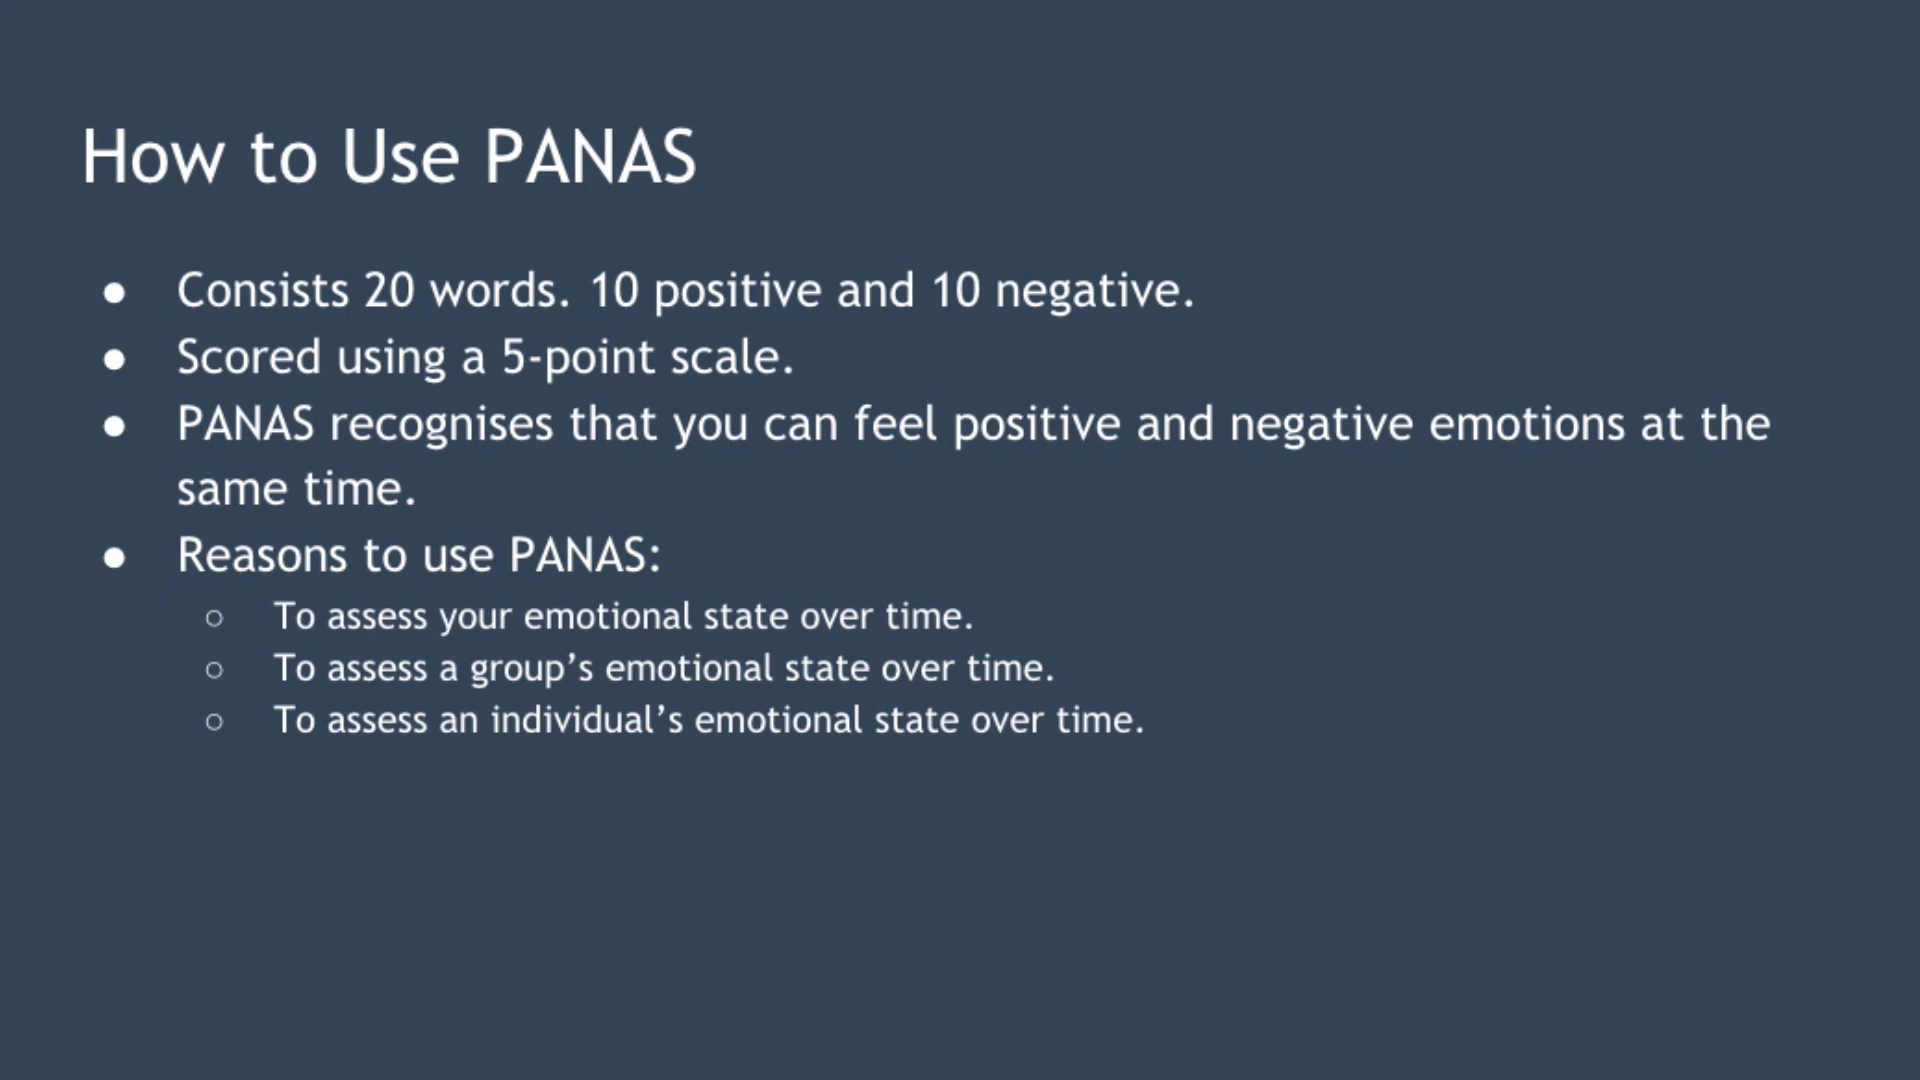 How to Use PANAS
● Consists 20 words. 10 positive and 10 negative.
● Scored using a 5-point scale.
● PANAS recognises that you can feel positive and negative emotions at the
same time.
● Reasons to use PANAS:
○ To assess your emotional state over time.
○ To assess a group’s emotional state over time.
○ To assess an individual’s emotional state over time.